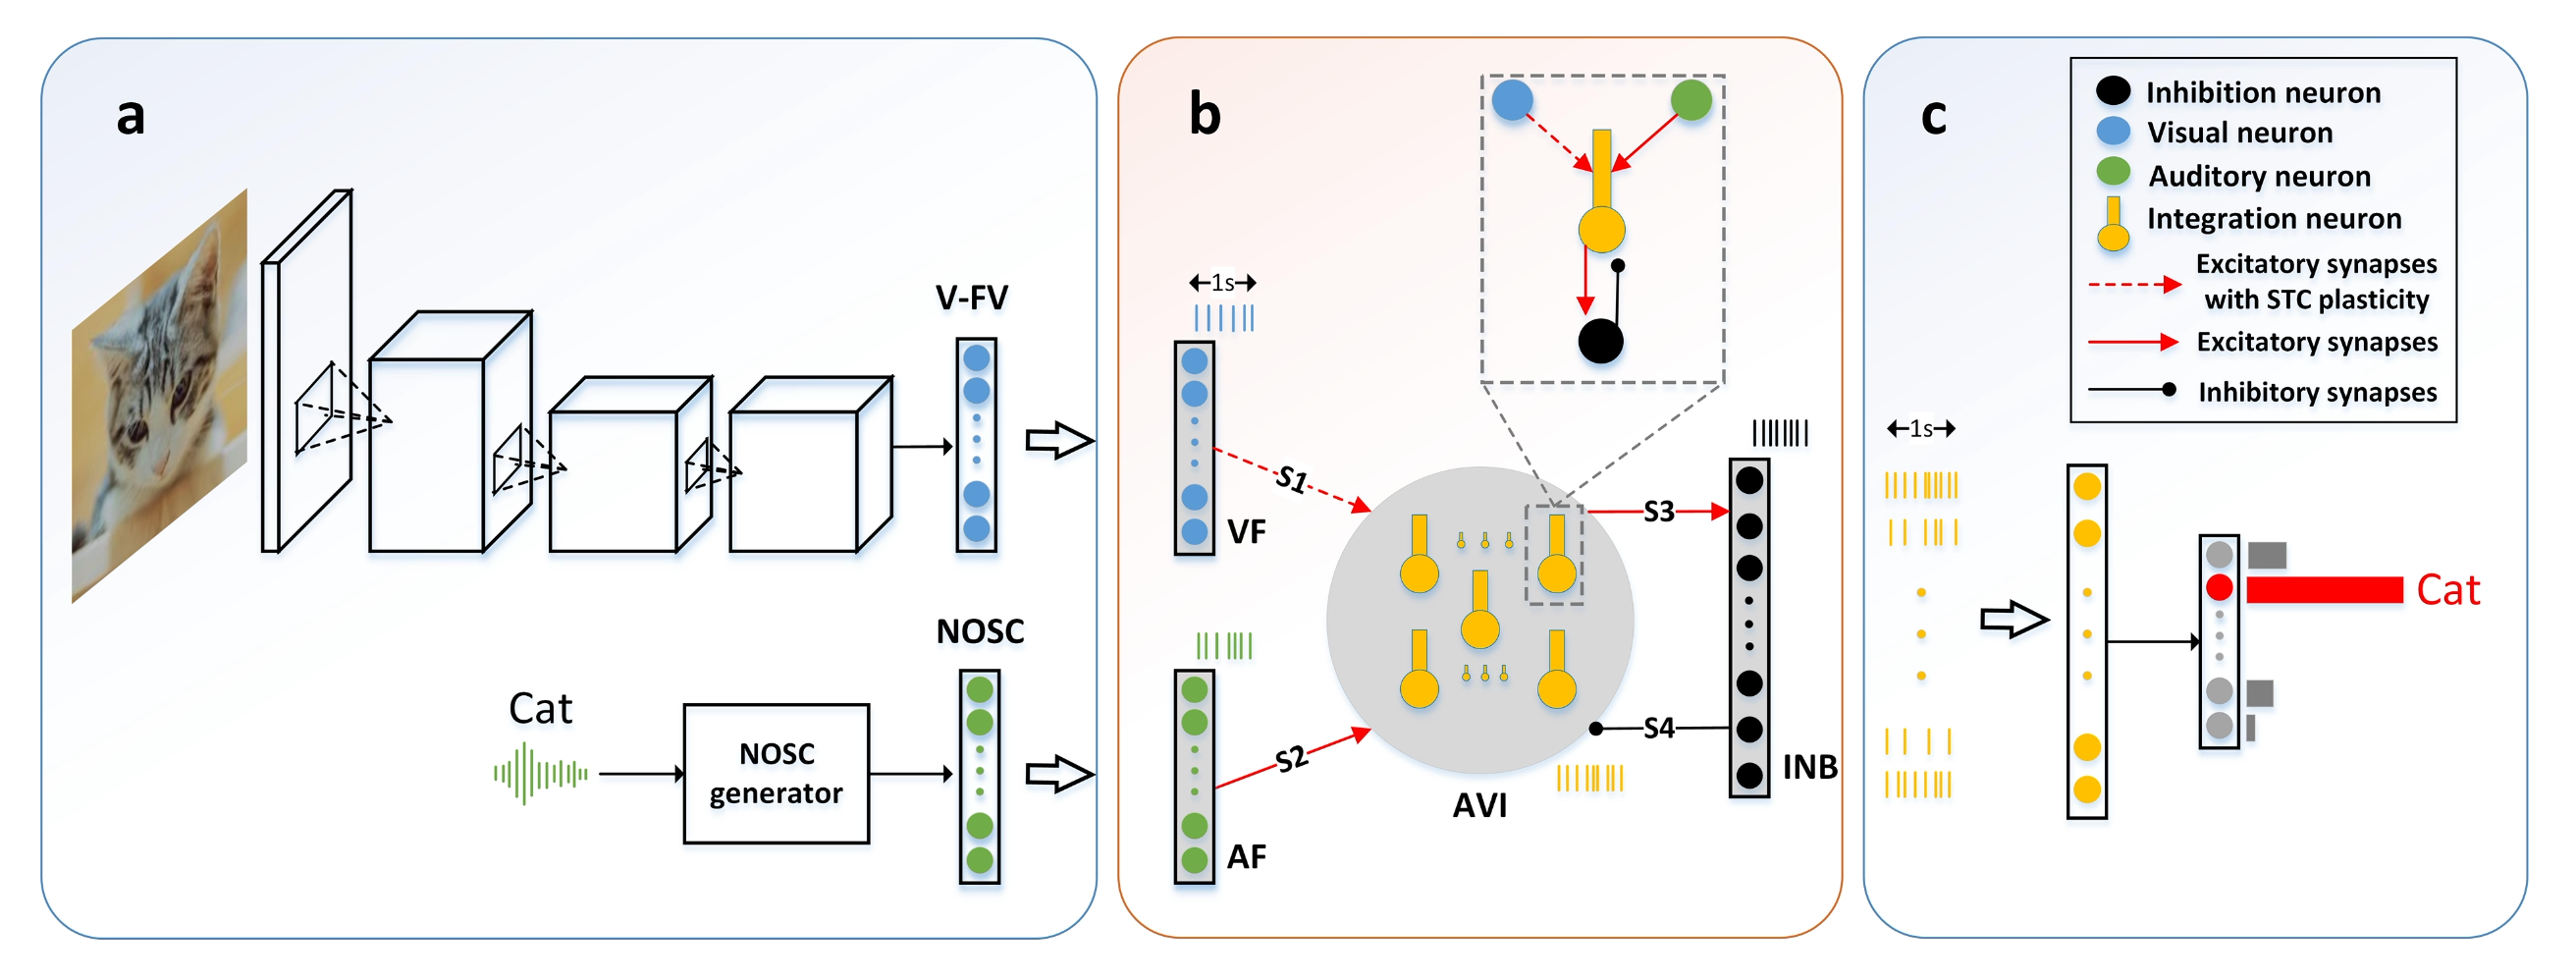 a
V-FV
NOSC
Cat
NOSC
generator
b
1s
VF
S1
S2
AF
AVI
S3
S4
INB
c
Inhibition neuron
Visual neuron
Auditory neuron
Integration neuron
Excitatory synapses
with STC plasticity
Excitatory synapses
Inhibitory synapses
1s
Cat